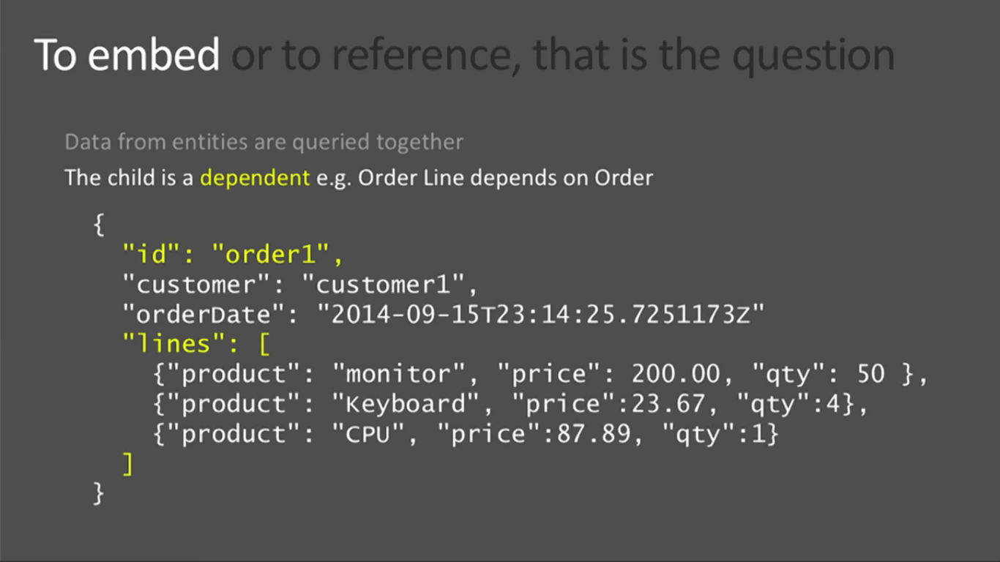 To embed or to reference, that is the question
Data from entities are queried together
The child is a dependent e.g. Order Line depends on Order
{
"id": "order1",
"customer": "customer1",
"orderDate": "2014-09-15T23:14:25.7251173Z"
"lines": [
{"product": "monitor", "price": 200.00, "qty": 50 },
{"product": "Keyboard", "price":23.67, "qty":4},
{"product": "CPU", "price":87.89, "qty":1}
]
}